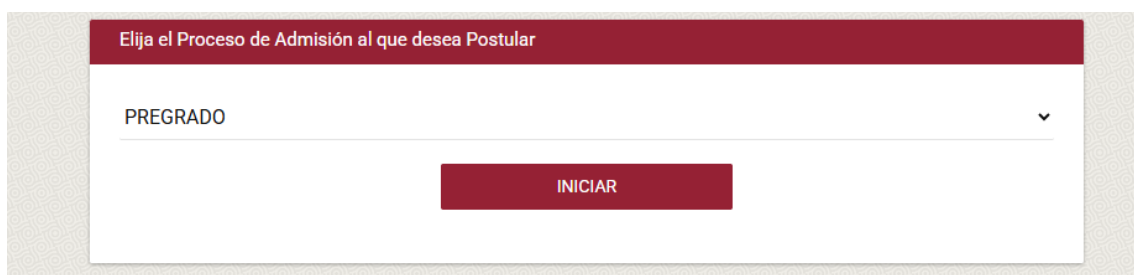 Elija el Proceso de Admisión al que desea Postular
PREGRADO
INICIAR